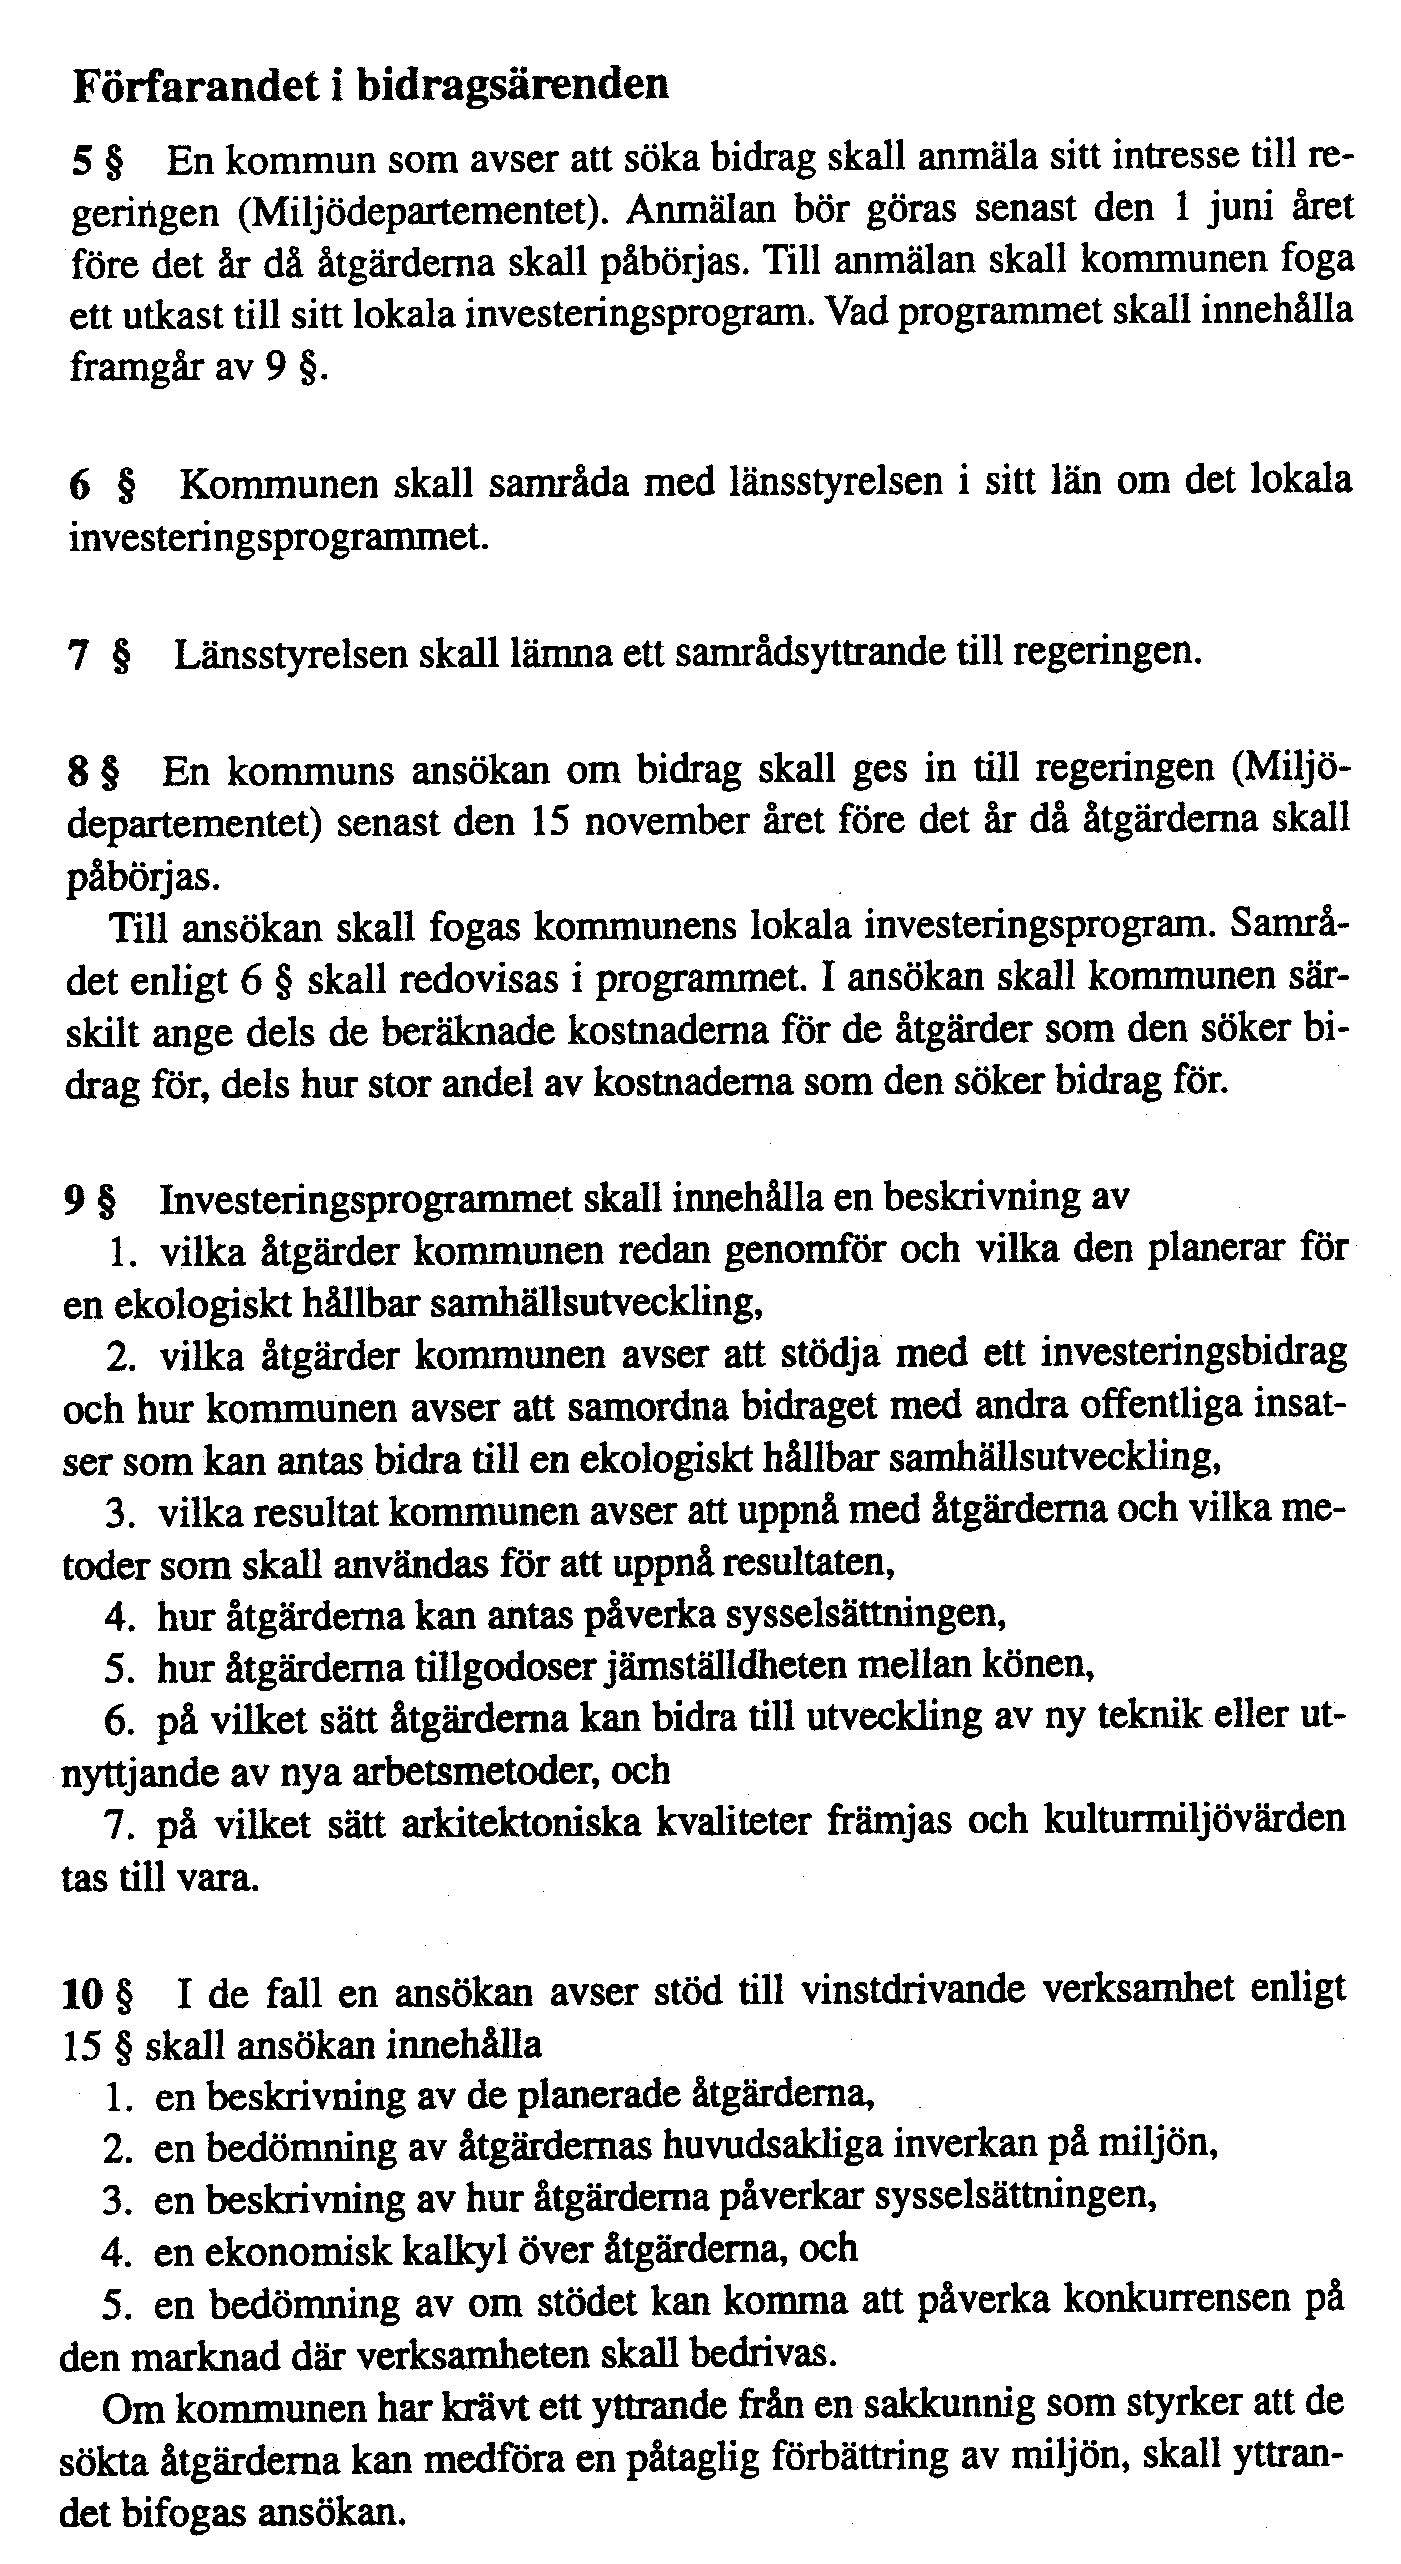 Förfarandet i bidragsärenden
5 § En kommun som avser att söka bidrag skall anmäla sitt intresse till re-
geringen (Miljödepartementet). Anmälan bör göras senast den 1 juni året
före det år då åtgärderna skall påbörjas. Till anmälan skall kommunen foga
ett utkast till sitt lokala investeringsprogram. Vad programmet skall innehålla
framgår av 9 §.
6 § Kommunen skall samråda med länsstyrelsen i sitt län om det lokala
investeringsprogrammet.
7 § Länsstyrelsen skall lämna ett samrådsyttrande till regeringen.
8 § En kommuns ansökan om bidrag skall ges in till regeringen (Miljö-
departementet) senast den 15 november året före det år då åtgärderna skall
påbörjas.
Till ansökan skall fogas kommunens lokala investeringsprogram. Samrå-
det enligt 6 § skall redovisas i programmet. I ansökan skall kommunen sär-
skilt ange dels de beräknade kostnaderna för de åtgärder som den söker bi-
drag för, dels hur stor andel av kostnaderna som den söker bidrag för.
9 § Investeringsprogrammet skall innehålla en beskrivning av
1. vilka åtgärder kommunen redan genomför och vilka den planerar för
en ekologiskt hållbar samhällsutveckling,
2. vilka åtgärder kommunen avser att stödja med ett investeringsbidrag
och hur kommunen avser att samordna bidraget med andra offentliga insat-
ser som kan antas bidra till en ekologiskt hållbar samhällsutveckling,
3. vilka resultat kommunen avser att uppnå med åtgärderna och vilka me-
toder som skall användas för att uppnå resultaten,
4. hur åtgärderna kan antas påverka sysselsättningen,
5. hur åtgärderna tillgodoser jämställdheten mellan könen,
6. på vilket sätt åtgärderna kan bidra till utveckling av ny teknik eller ut-
nyttjande av nya arbetsmetoder, och
7. på vilket sätt arkitektoniska kvaliteter främjas och kulturmiljövärden
tas till vara.
10 § I de fall en ansökan avser stöd till vinstdrivande verksamhet enligt
15 § skall ansökan innehålla
1. en beskrivning av de planerade åtgärderna,
2. en bedömning av åtgärdernas huvudsakliga inverkan på miljön,
3. en beskrivning av hur åtgärderna påverkar sysselsättningen,
4. en ekonomisk kalkyl över åtgärderna, och
5. en bedömning av om stödet kan komma att påverka konkurrensen på
den marknad där verksamheten skall bedrivas.
Om kommunen har krävt ett yttrande från en sakkunnig som styrker att de
sökta åtgärderna kan medföra en påtaglig förbättring av miljön, skall yttran-
det bifogas ansökan.